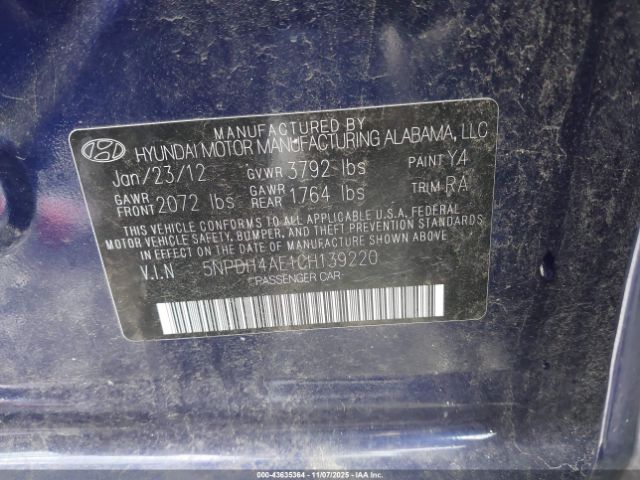 MANUFACTURED BY
HYUNDAI MOTOR MANUFACTURING ALABAMA, LLC
Jan/23/12 GVWR 3792 lbs PAINT Y4
GAWR FRONT 2072 lbs GAWR REAR 1764 lbs TRIM RA
THIS VEHICLE CONFORMS TO ALL APPLICABLE U.S.A. FEDERAL
MOTOR VEHICLE SAFETY, BUMPER, AND THEFT PREVENTION
STANDARDS IN EFFECT ON THE DATE OF MANUFACTURE SHOWN ABOVE.
V.I.N 5NPDH4AE1CH139220
(PASSENGER CAR)
000-43635364 | 11/07/2025 | IAA Inc.